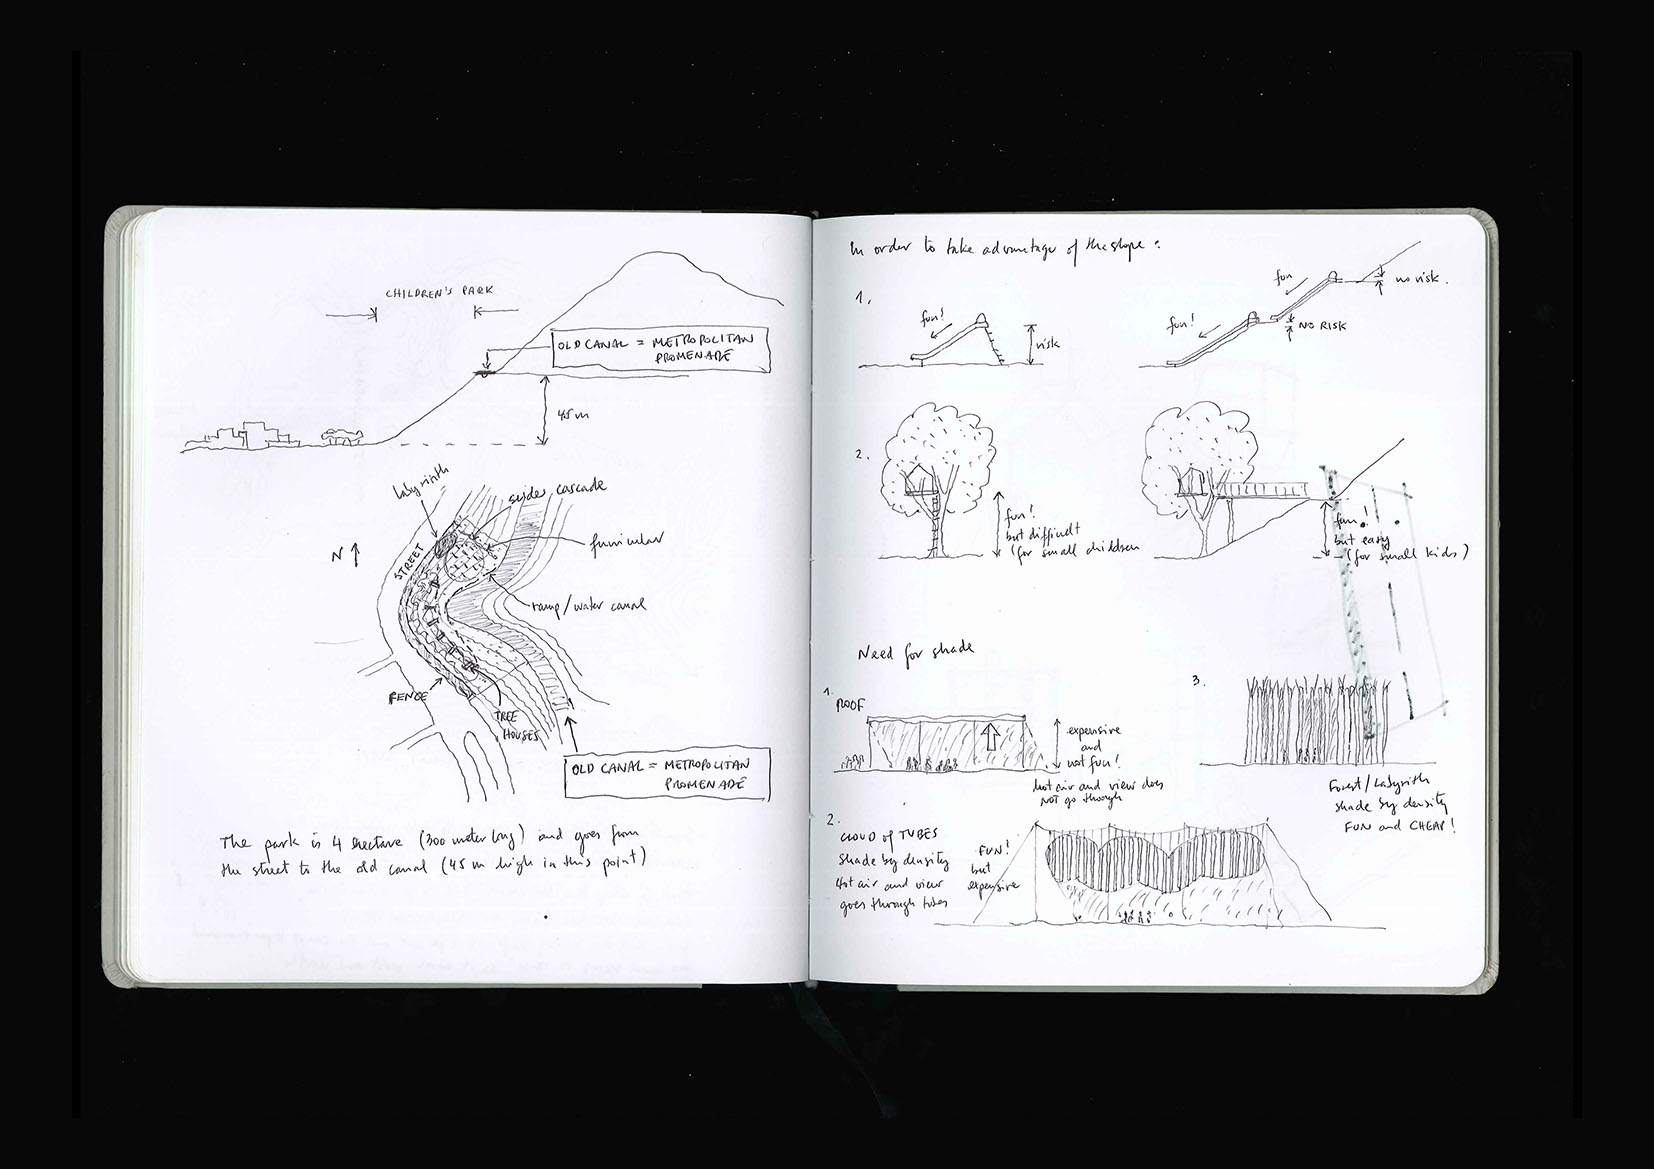 CHILDREN'S PARK
OLD CANAL = METROPOLITAN
PROMENADE
45 m
labyrinth
slides cascade
N
STREET
funicular
ramp/water canal
FENCE
TREE
HOUSES
OLD CANAL = METROPOLITAN
PROMENADE
The park is 4 hectare (300 meter long) and goes from
the street to the old canal (45 m high in this point)
In order to take advantage of the slope :
1.
fun!
risk
fun!
fun
NO RISK
no risk.
2.
fun!
but difficult
(for small children
fun!
but easy
(for small kids)
Need for shade
1.
ROOF
expensive
and
not fun!
hot air and view does
NOT go through
2.
CLOUD of TUBES
shade by density
hot air and view
goes through tubes
FUN!
but
expensive
3.
Forest/Labyrinth
shade by density
FUN and CHEAP!